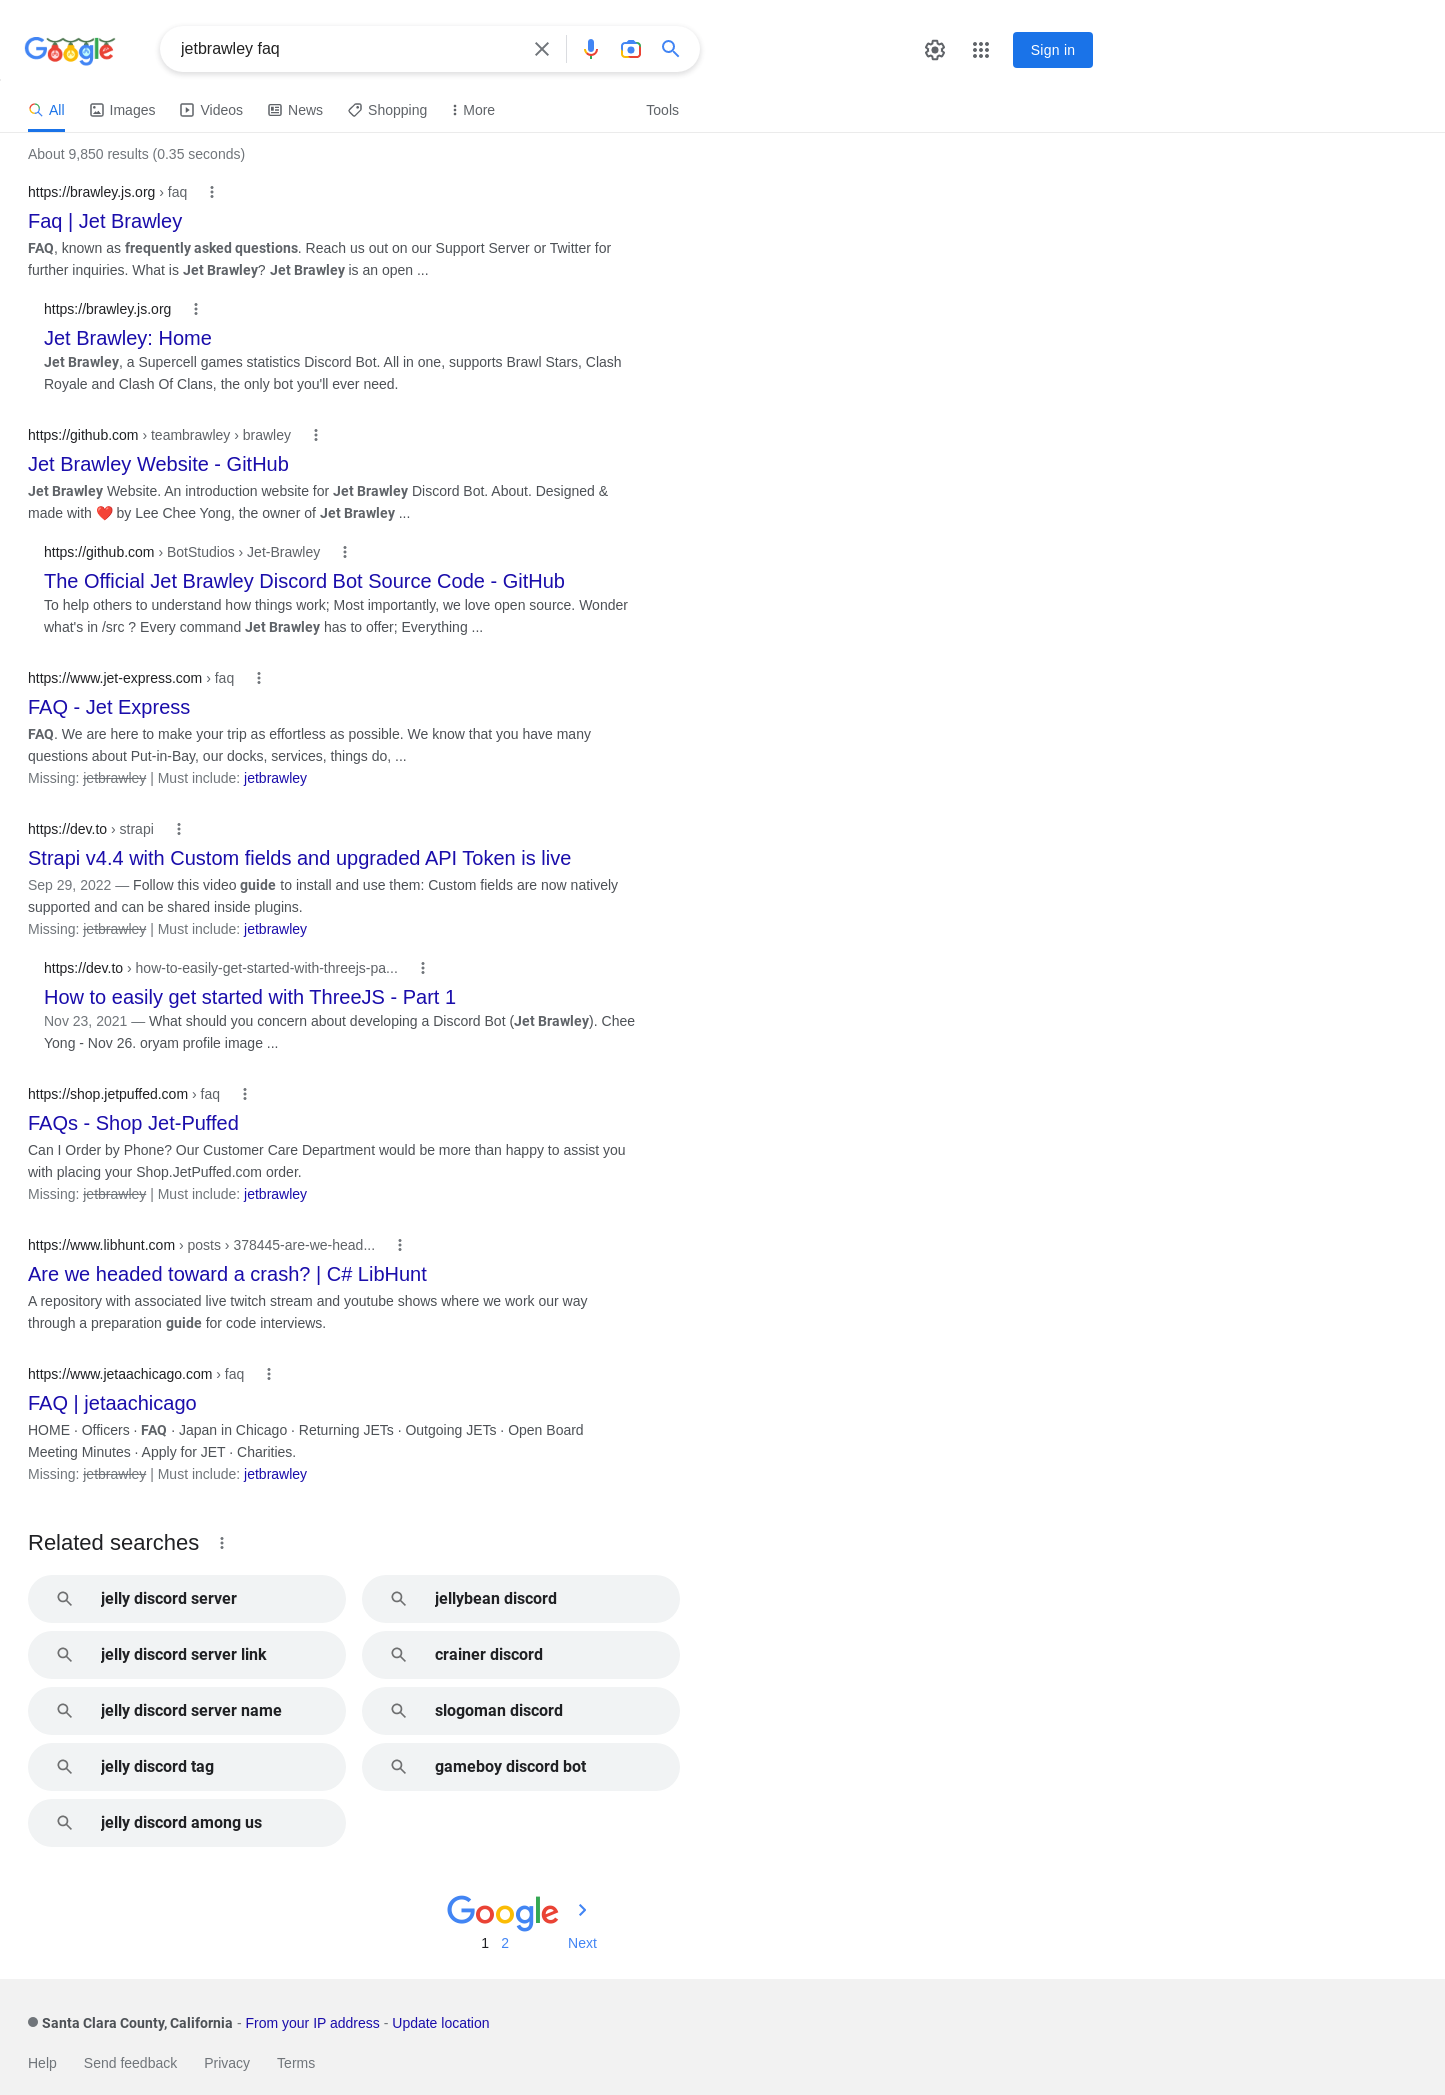 Google
jetbrawley faq
Sign in
All Images Videos News Shopping More Tools
About 9,850 results (0.35 seconds)
https://brawley.js.org › faq
Faq | Jet Brawley
FAQ, known as frequently asked questions. Reach us out on our Support Server or Twitter for
further inquiries. What is Jet Brawley? Jet Brawley is an open ...
https://brawley.js.org
Jet Brawley: Home
Jet Brawley, a Supercell games statistics Discord Bot. All in one, supports Brawl Stars, Clash
Royale and Clash Of Clans, the only bot you'll ever need.
https://github.com › teambrawley › brawley
Jet Brawley Website - GitHub
Jet Brawley Website. An introduction website for Jet Brawley Discord Bot. About. Designed &
made with ❤️ by Lee Chee Yong, the owner of Jet Brawley ...
https://github.com › BotStudios › Jet-Brawley
The Official Jet Brawley Discord Bot Source Code - GitHub
To help others to understand how things work; Most importantly, we love open source. Wonder
what's in /src ? Every command Jet Brawley has to offer; Everything ...
https://www.jet-express.com › faq
FAQ - Jet Express
FAQ. We are here to make your trip as effortless as possible. We know that you have many
questions about Put-in-Bay, our docks, services, things do, ...
Missing: jetbrawley | Must include: jetbrawley
https://dev.to › strapi
Strapi v4.4 with Custom fields and upgraded API Token is live
Sep 29, 2022 — Follow this video guide to install and use them: Custom fields are now natively
supported and can be shared inside plugins.
Missing: jetbrawley | Must include: jetbrawley
https://dev.to › how-to-easily-get-started-with-threejs-pa...
How to easily get started with ThreeJS - Part 1
Nov 23, 2021 — What should you concern about developing a Discord Bot (Jet Brawley). Chee
Yong - Nov 26. oryam profile image ...
https://shop.jetpuffed.com › faq
FAQs - Shop Jet-Puffed
Can I Order by Phone? Our Customer Care Department would be more than happy to assist you
with placing your Shop.JetPuffed.com order.
Missing: jetbrawley | Must include: jetbrawley
https://www.libhunt.com › posts › 378445-are-we-head...
Are we headed toward a crash? | C# LibHunt
A repository with associated live twitch stream and youtube shows where we work our way
through a preparation guide for code interviews.
https://www.jetaachicago.com › faq
FAQ | jetaachicago
HOME · Officers · FAQ · Japan in Chicago · Returning JETs · Outgoing JETs · Open Board
Meeting Minutes · Apply for JET · Charities.
Missing: jetbrawley | Must include: jetbrawley
Related searches
jelly discord server
jellybean discord
jelly discord server link
crainer discord
jelly discord server name
slogoman discord
jelly discord tag
gameboy discord bot
jelly discord among us
Google
1 2 Next
Santa Clara County, California - From your IP address - Update location
Help Send feedback Privacy Terms